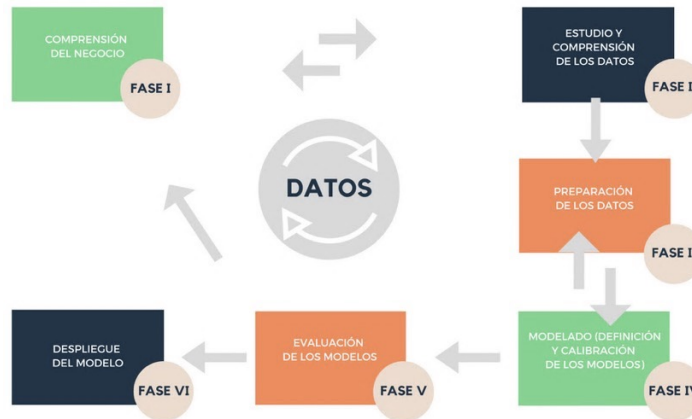 COMPRENSIÓN
DEL NEGOCIO
FASE I
ESTUDIO Y
COMPRENSIÓN
DE LOS DATOS
FASE I
DATOS
PREPARACIÓN
DE LOS DATOS
FASE I
DESPLIEGUE
DEL MODELO
FASE VI
EVALUACIÓN
DE LOS MODELOS
FASE V
MODELADO (DEFINICIÓN
Y CALIBRACIÓN
DE LOS MODELOS)
FASE IV